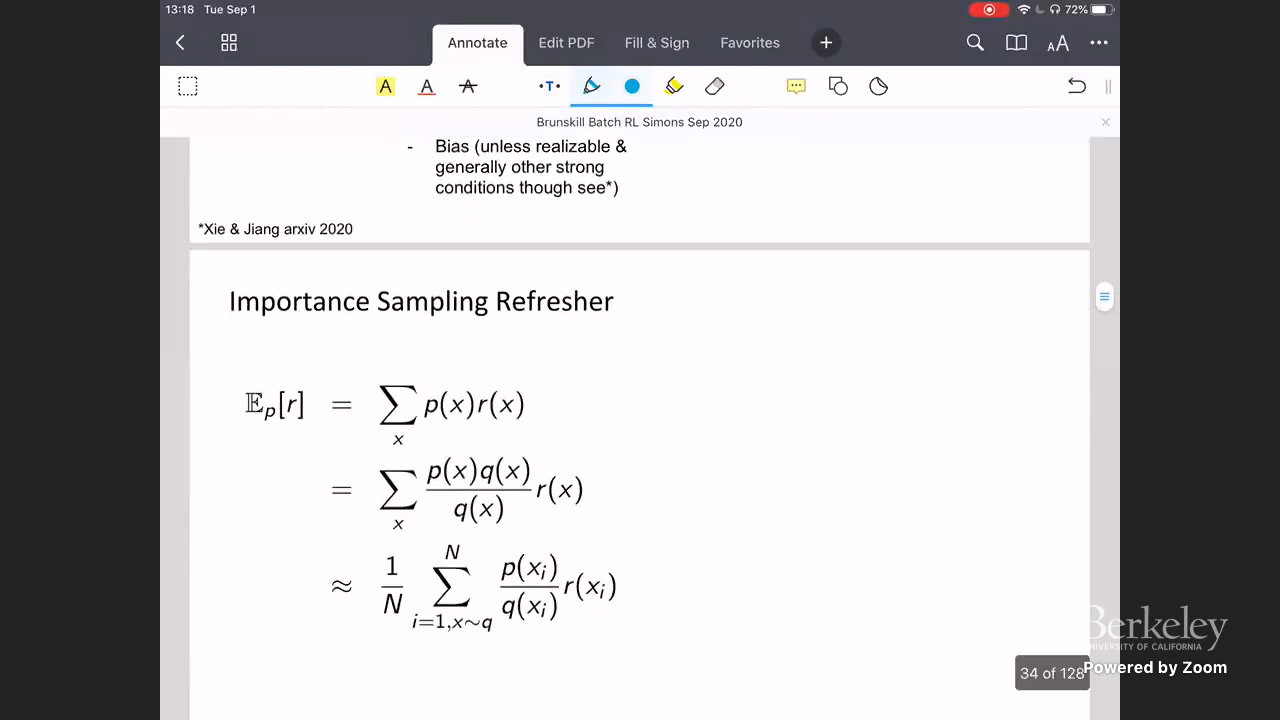 13:18 Tue Sep 1 72%
Annotate Edit PDF Fill & Sign Favorites
A A A T AA
Brunskill Batch RL Simons Sep 2020
- Bias (unless realizable &
generally other strong
conditions though see*)
*Xie & Jiang arxiv 2020
Importance Sampling Refresher
𝔼_p[r] = ∑_x p(x)r(x)
= ∑_x p(x)q(x)/q(x) r(x)
≈ 1/N ∑_{i=1,x∼q}^N p(x_i)/q(x_i) r(x_i)
Berkeley
UNIVERSITY OF CALIFORNIA
34 of 128
Powered by Zoom